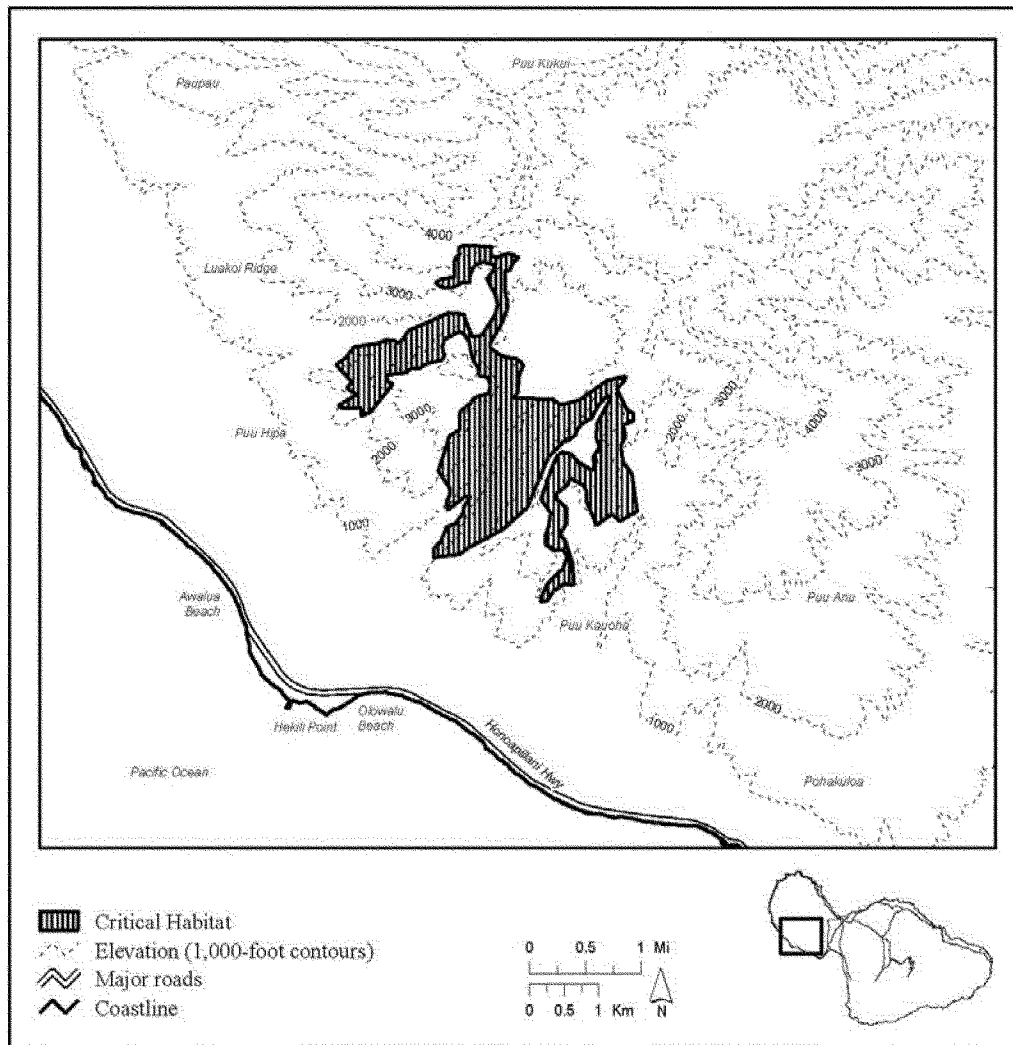 Puu Kukui
Paupau
4000
Luakoi Ridge
3000
2000
3000
2000
3000
4000
3000
Puu Hipa
2000
1000
Awalua
Beach
Puu Anu
Puu Kauoha
2000
1000
Hekili Point
Olowalu
Beach
Honoapiilani Hwy
Pacific Ocean
Pohakuloa
Critical Habitat
Elevation (1,000-foot contours)
Major roads
Coastline
0 0.5 1 Mi
0 0.5 1 Km
N